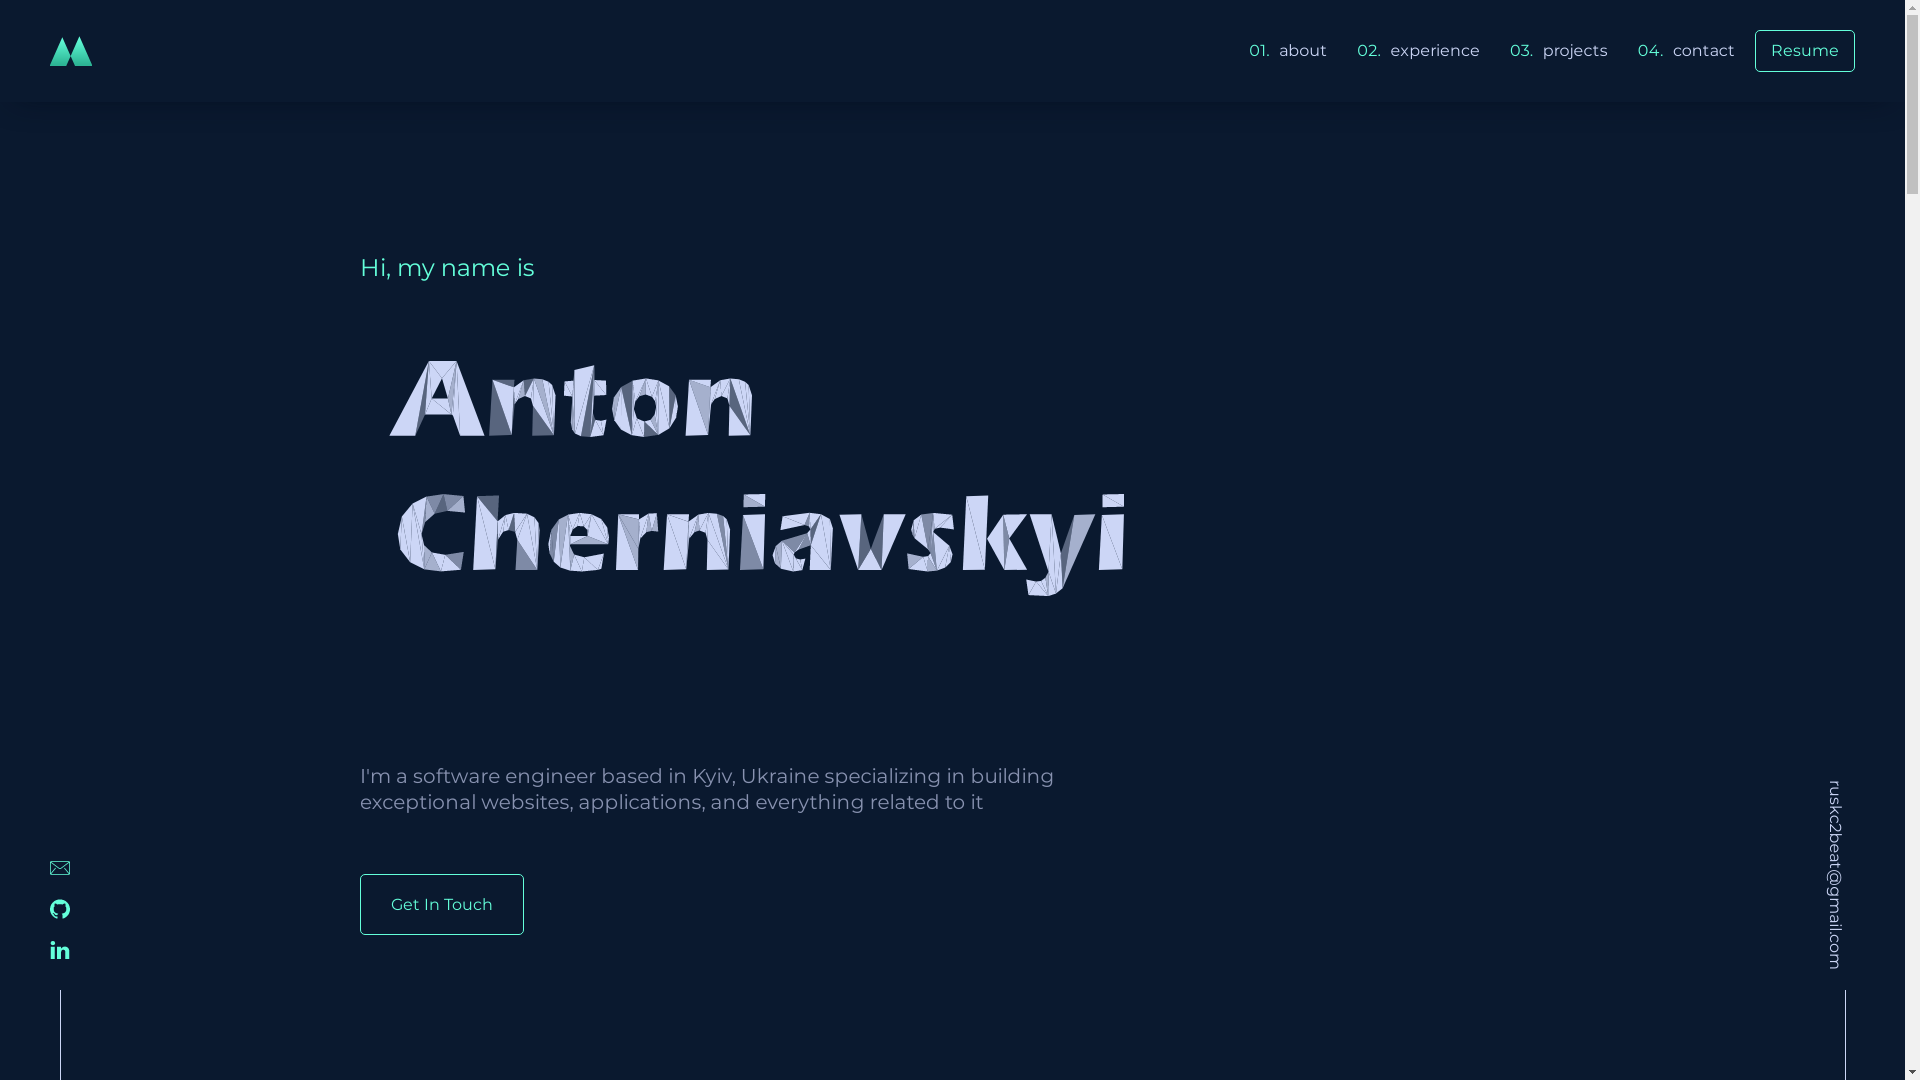 01. about 02. experience 03. projects 04. contact Resume
Hi, my name is
Anton
Cherniavskyi
I'm a software engineer based in Kyiv, Ukraine specializing in building
exceptional websites, applications, and everything related to it
Get In Touch
ruskc2beat@gmail.com